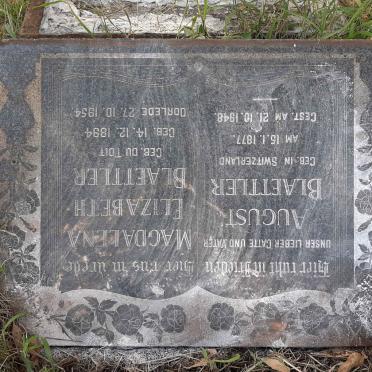 Hier ruht in Frieden
UNSER LIEBER GATTE UND VATER
AUGUST
BLAETTLER
GEB. IN SWITZERLAND
AM 15.1.1877.
GEST. AM 21.10.1948.
Hier rus in vrede
MAGDALENA
ELIZABETH
BLAETTLER
GEB. DU TOIT
GEB. 14.12.1894
OORLEDE 27.10.1954